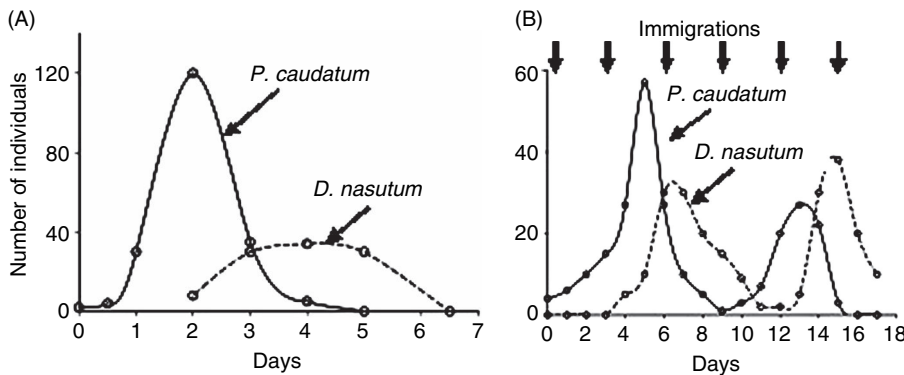 (A)
Number of individuals
120
80
40
0
P. caudatum
D. nasutum
0 1 2 3 4 5 6 7
Days
(B)
Immigrations
60
40
20
0
P. caudatum
D. nasutum
0 2 4 6 8 10 12 14 16 18
Days